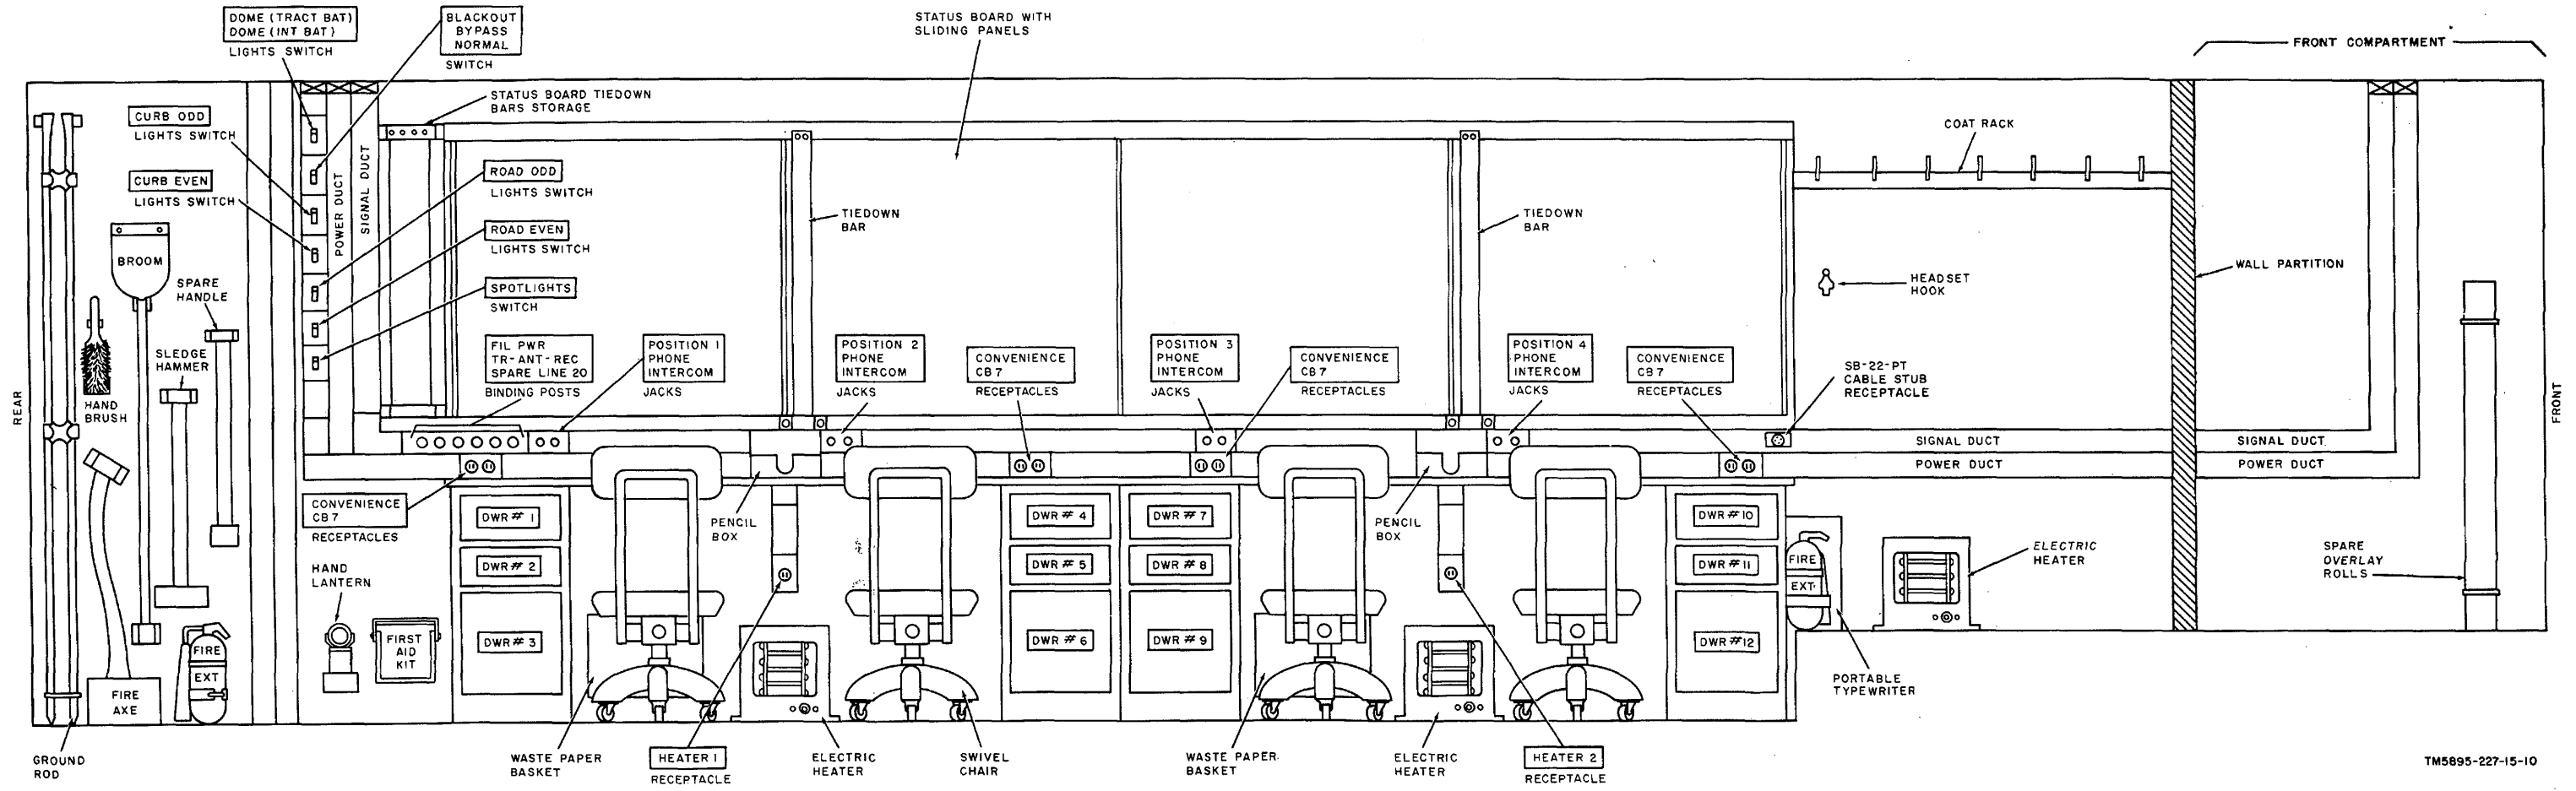 DOME (TRACT BAT)
DOME (INT BAT)
LIGHTS SWITCH
BLACKOUT
BYPASS
NORMAL
SWITCH
STATUS BOARD WITH
SLIDING PANELS
FRONT COMPARTMENT
STATUS BOARD TIEDOWN
BARS STORAGE
CURB ODD
LIGHTS SWITCH
CURB EVEN
LIGHTS SWITCH
POWER DUCT
SIGNAL DUCT
ROAD ODD
LIGHTS SWITCH
ROAD EVEN
LIGHTS SWITCH
SPOTLIGHTS
SWITCH
TIEDOWN
BAR
TIEDOWN
BAR
COAT RACK
HEADSET
HOOK
WALL PARTITION
BROOM
SPARE
HANDLE
SLEDGE
HAMMER
HAND
BRUSH
REAR
FRONT
FIL PWR
TR-ANT-REC
SPARE LINE 20
BINDING POSTS
POSITION 1
PHONE
INTERCOM
JACKS
POSITION 2
PHONE
INTERCOM
JACKS
CONVENIENCE
CB7
RECEPTACLES
POSITION 3
PHONE
INTERCOM
JACKS
CONVENIENCE
CB7
RECEPTACLES
POSITION 4
PHONE
INTERCOM
JACKS
CONVENIENCE
CB7
RECEPTACLES
SB-22-PT
CABLE STUB
RECEPTACLE
SIGNAL DUCT
POWER DUCT
SIGNAL DUCT
POWER DUCT
CONVENIENCE
CB7
RECEPTACLES
HAND
LANTERN
FIRST
AID
KIT
FIRE
EXT
FIRE
AXE
DWR # 1
DWR # 2
DWR # 3
PENCIL
BOX
DWR # 4
DWR # 5
DWR # 6
DWR # 7
DWR # 8
DWR # 9
PENCIL
BOX
DWR #10
DWR #11
DWR #12
FIRE
EXT
ELECTRIC
HEATER
SPARE
OVERLAY
ROLLS
PORTABLE
TYPEWRITER
GROUND
ROD
WASTE PAPER
BASKET
HEATER 1
RECEPTACLE
ELECTRIC
HEATER
SWIVEL
CHAIR
WASTE PAPER
BASKET
ELECTRIC
HEATER
HEATER 2
RECEPTACLE
TM5895-227-15-10